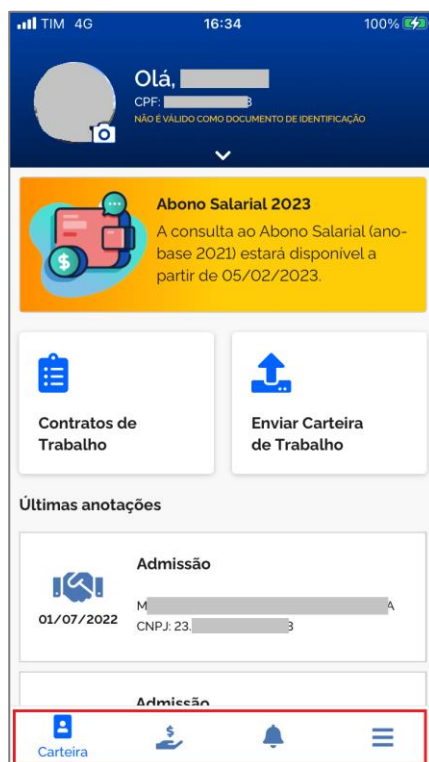 TIM 4G 16:34 100%
Olá,
CPF: 3
NÃO É VÁLIDO COMO DOCUMENTO DE IDENTIFICAÇÃO
Abono Salarial 2023
A consulta ao Abono Salarial (ano-
base 2021) estará disponível a
partir de 05/02/2023.
Contratos de
Trabalho
Enviar Carteira
de Trabalho
Últimas anotações
Admissão
M A
01/07/2022 CNPJ: 23. 3
Admissão
Carteira